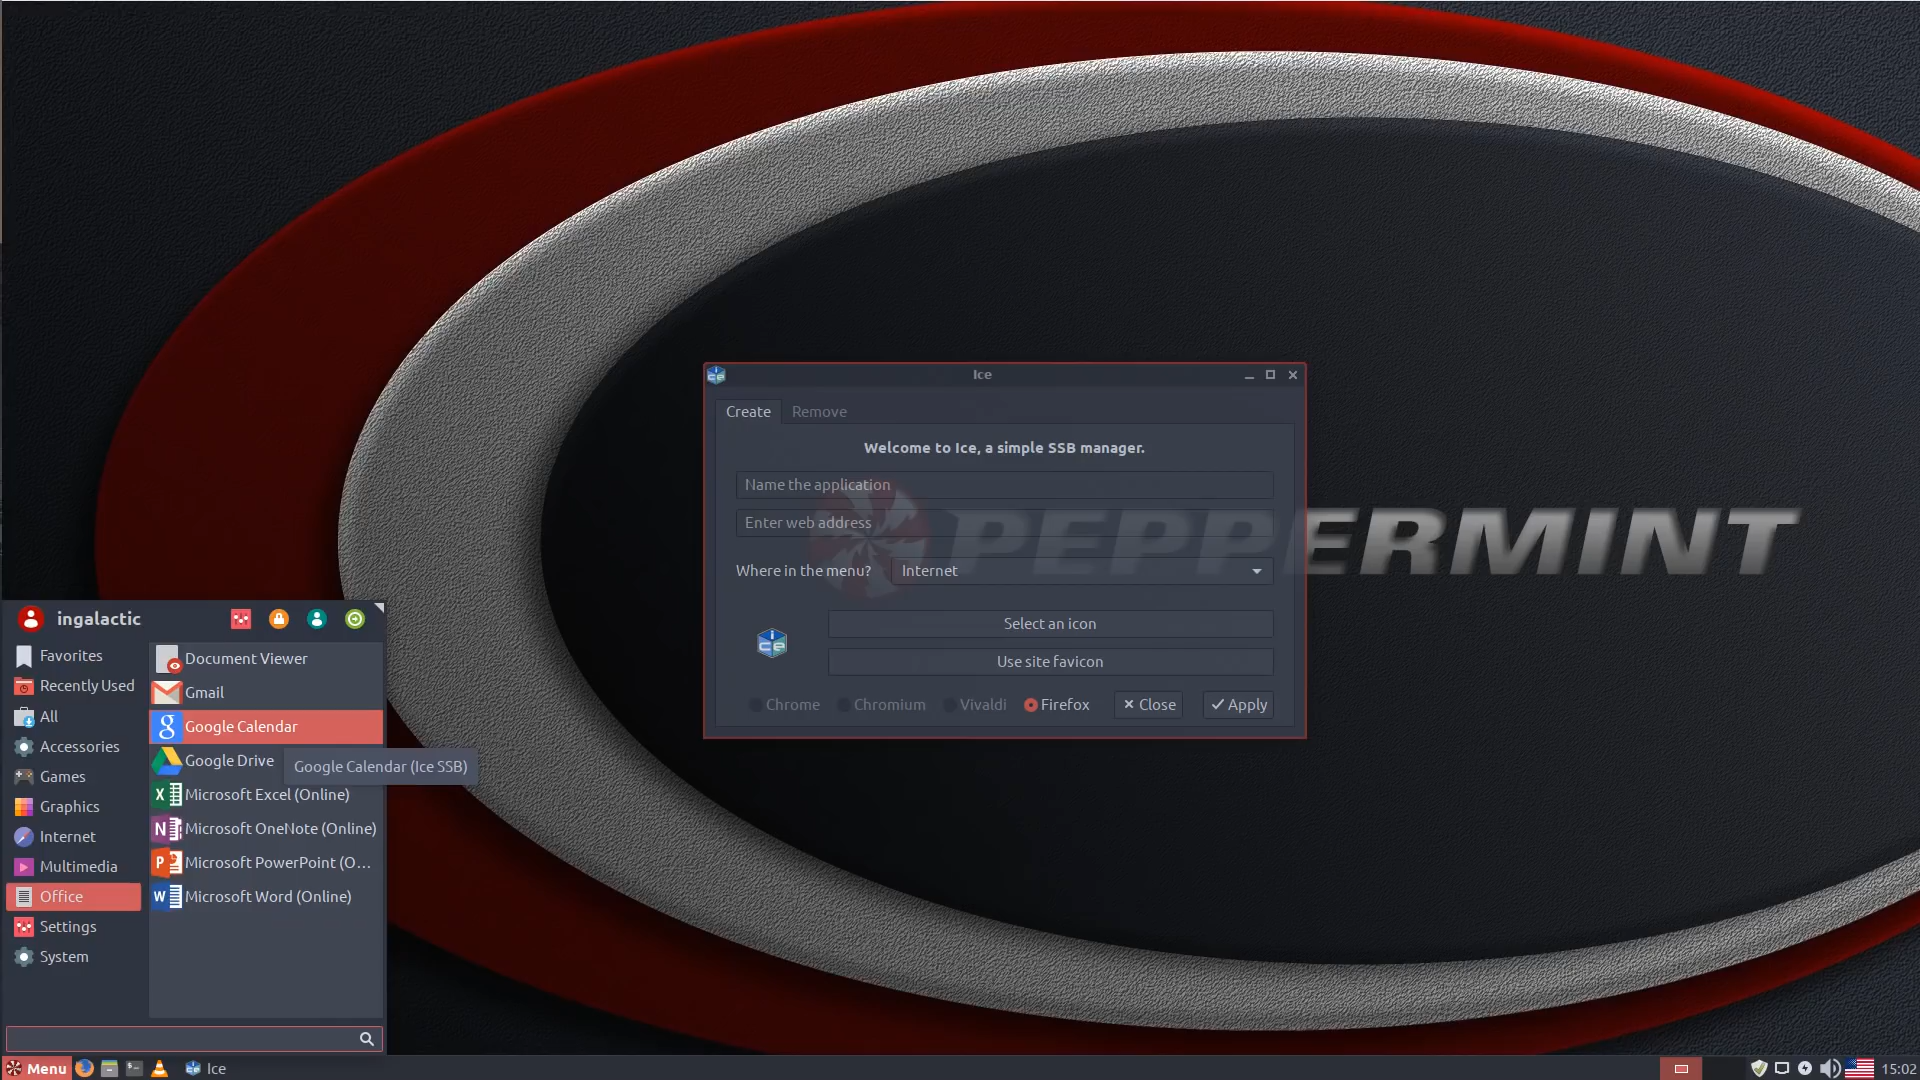 PEPPERMINT
Ice
Create
Remove
Welcome to Ice, a simple SSB manager.
Name the application
Enter web address
Where in the menu?
Internet
Select an icon
Use site favicon
Chrome
Chromium
Vivaldi
Firefox
Close
Apply
ingalactic
Favorites
Recently Used
All
Accessories
Games
Graphics
Internet
Multimedia
Office
Settings
System
Document Viewer
Gmail
Google Calendar
Google Drive
Google Calendar (Ice SSB)
Microsoft Excel (Online)
Microsoft OneNote (Online)
Microsoft PowerPoint (O...
Microsoft Word (Online)
Menu
Ice
15:02